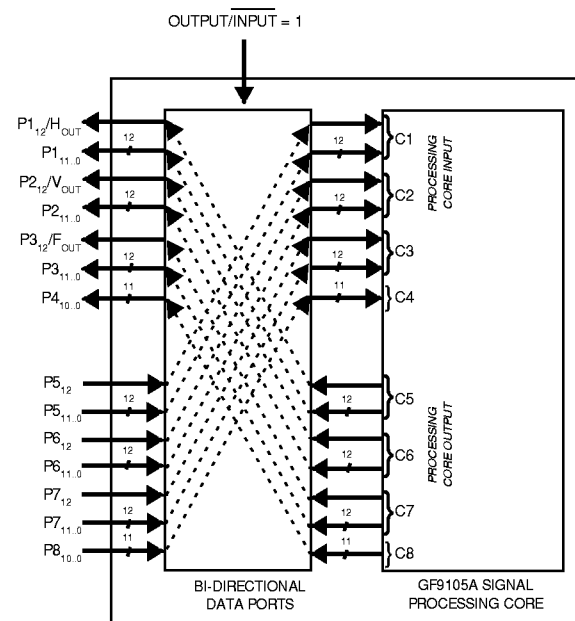 OUTPUT/INPUT = 1
P1₁₂/H_OUT
12
P1₁₁..₀
P2₁₂/V_OUT
12
P2₁₁..₀
P3₁₂/F_OUT
12
P3₁₁..₀
11
P4₁₀..₀
P5₁₂
12
P5₁₁..₀
P6₁₂
12
P6₁₁..₀
P7₁₂
12
P7₁₁..₀
11
P8₁₀..₀
12
C1
12
C2
12
C3
11
C4
PROCESSING
CORE INPUT
C5
12
C6
12
C7
12
11
C8
PROCESSING
CORE OUTPUT
BI-DIRECTIONAL
DATA PORTS
GF9105A SIGNAL
PROCESSING CORE